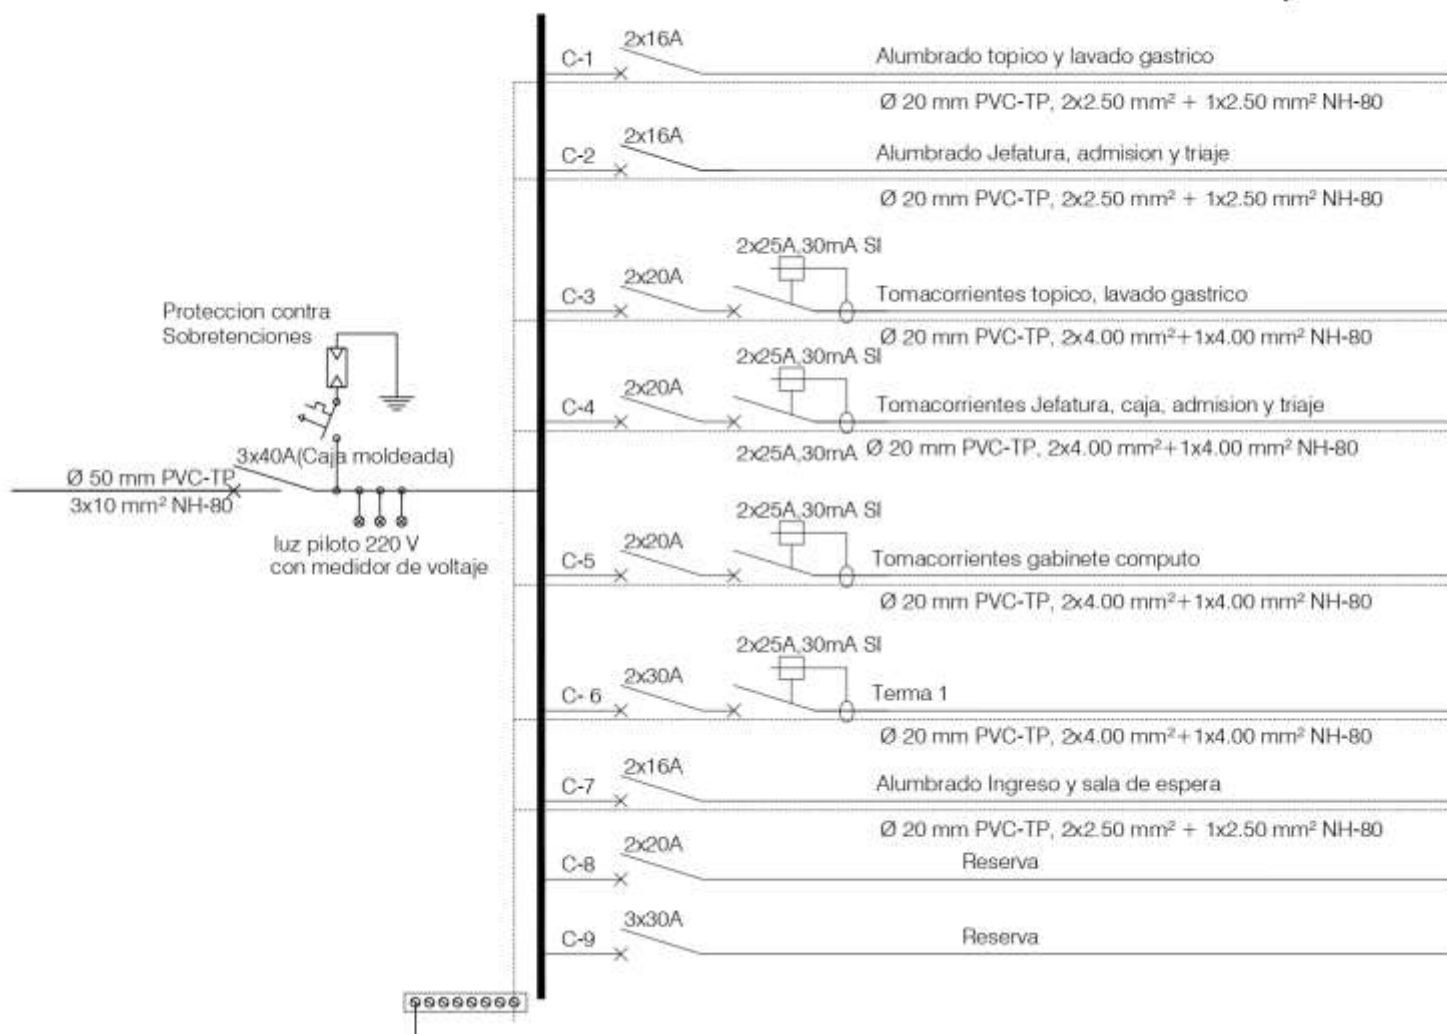 2x16A
C-1
Alumbrado topico y lavado gastrico
Ø 20 mm PVC-TP, 2x2.50 mm² + 1x2.50 mm² NH-80
2x16A
C-2
Alumbrado Jefatura, admision y triaje
Ø 20 mm PVC-TP, 2x2.50 mm² + 1x2.50 mm² NH-80
2x25A,30mA SI
2x20A
C-3
Tomacorrientes topico, lavado gastrico
Ø 20 mm PVC-TP, 2x4.00 mm²+1x4.00 mm² NH-80
2x25A,30mA SI
2x20A
C-4
Tomacorrientes Jefatura, caja, admision y triaje
2x25A,30mA
Ø 20 mm PVC-TP, 2x4.00 mm²+1x4.00 mm² NH-80
Proteccion contra
Sobretenciones
3x40A(Caja moldeada)
Ø 50 mm PVC-TP
3x10 mm² NH-80
luz piloto 220 V
con medidor de voltaje
2x25A,30mA SI
2x20A
C-5
Tomacorrientes gabinete computo
Ø 20 mm PVC-TP, 2x4.00 mm²+1x4.00 mm² NH-80
2x25A,30mA SI
2x30A
C- 6
Terma 1
Ø 20 mm PVC-TP, 2x4.00 mm²+1x4.00 mm² NH-80
2x16A
C-7
Alumbrado Ingreso y sala de espera
Ø 20 mm PVC-TP, 2x2.50 mm² + 1x2.50 mm² NH-80
2x20A
C-8
Reserva
3x30A
C-9
Reserva